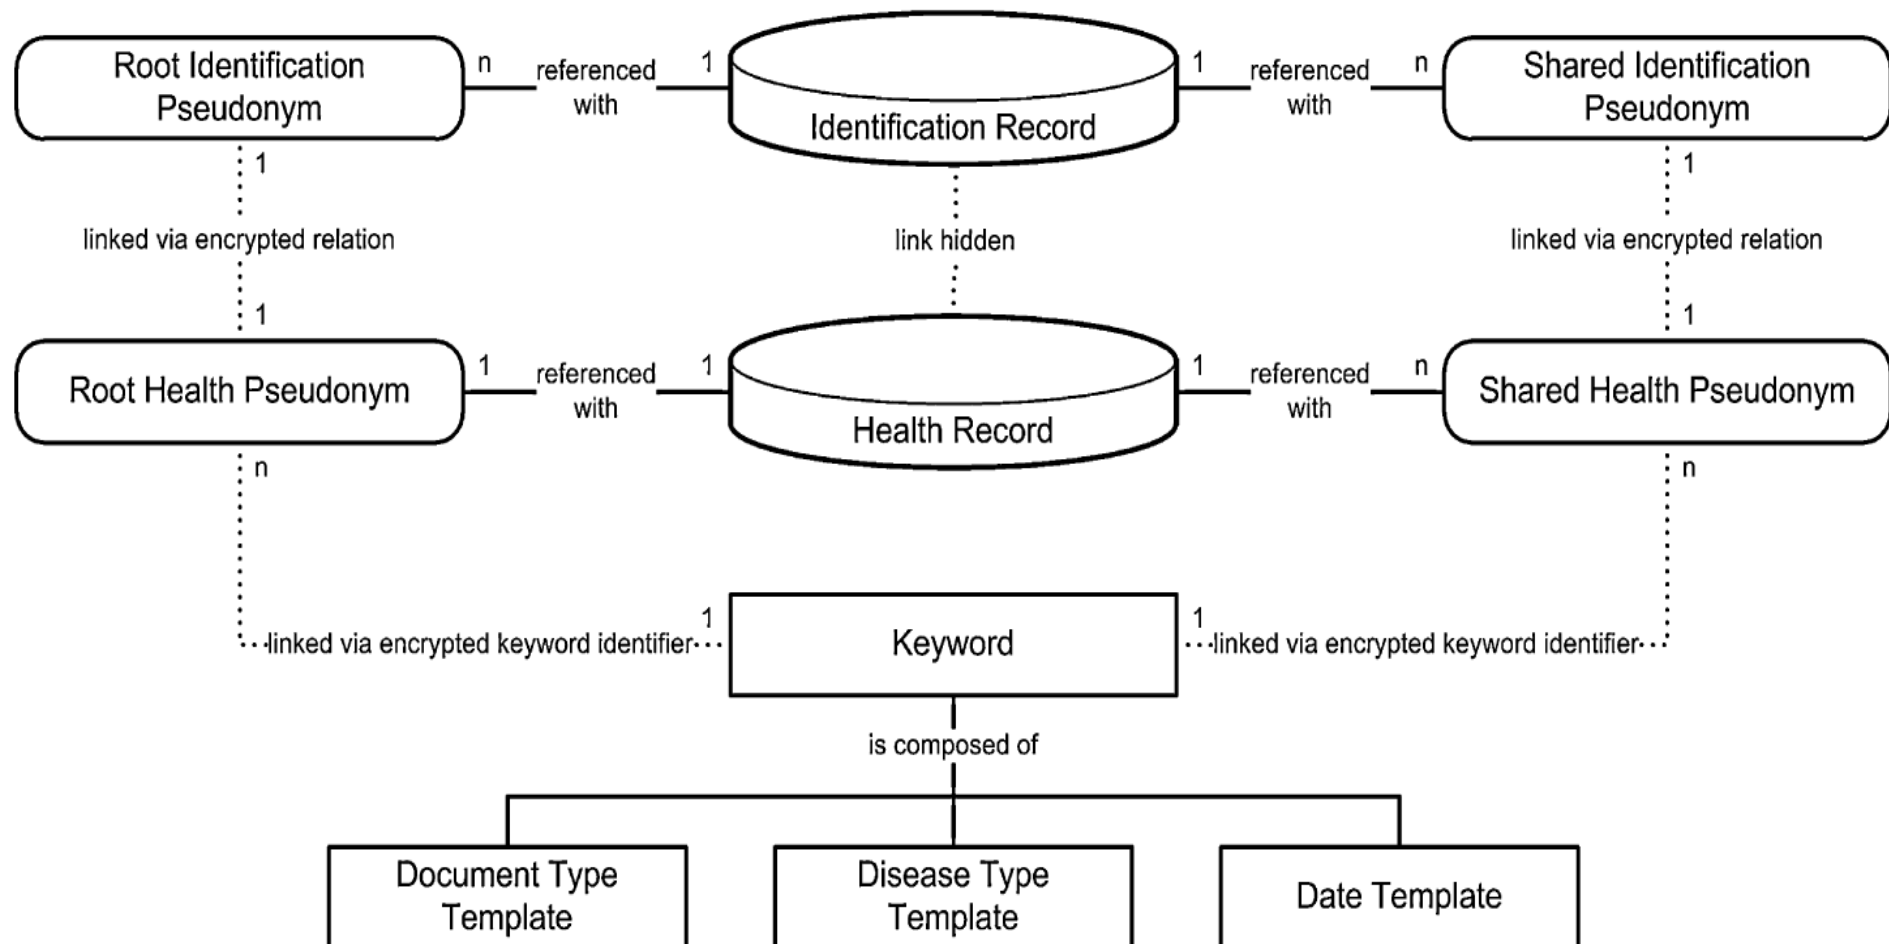 Root Identification
Pseudonym
n
referenced
with
1
Identification Record
1
referenced
with
n
Shared Identification
Pseudonym
1
1
linked via encrypted relation
link hidden
linked via encrypted relation
1
1
Root Health Pseudonym
1
referenced
with
1
Health Record
1
referenced
with
n
Shared Health Pseudonym
n
n
linked via encrypted keyword identifier
1
Keyword
1
linked via encrypted keyword identifier
is composed of
Document Type
Template
Disease Type
Template
Date Template